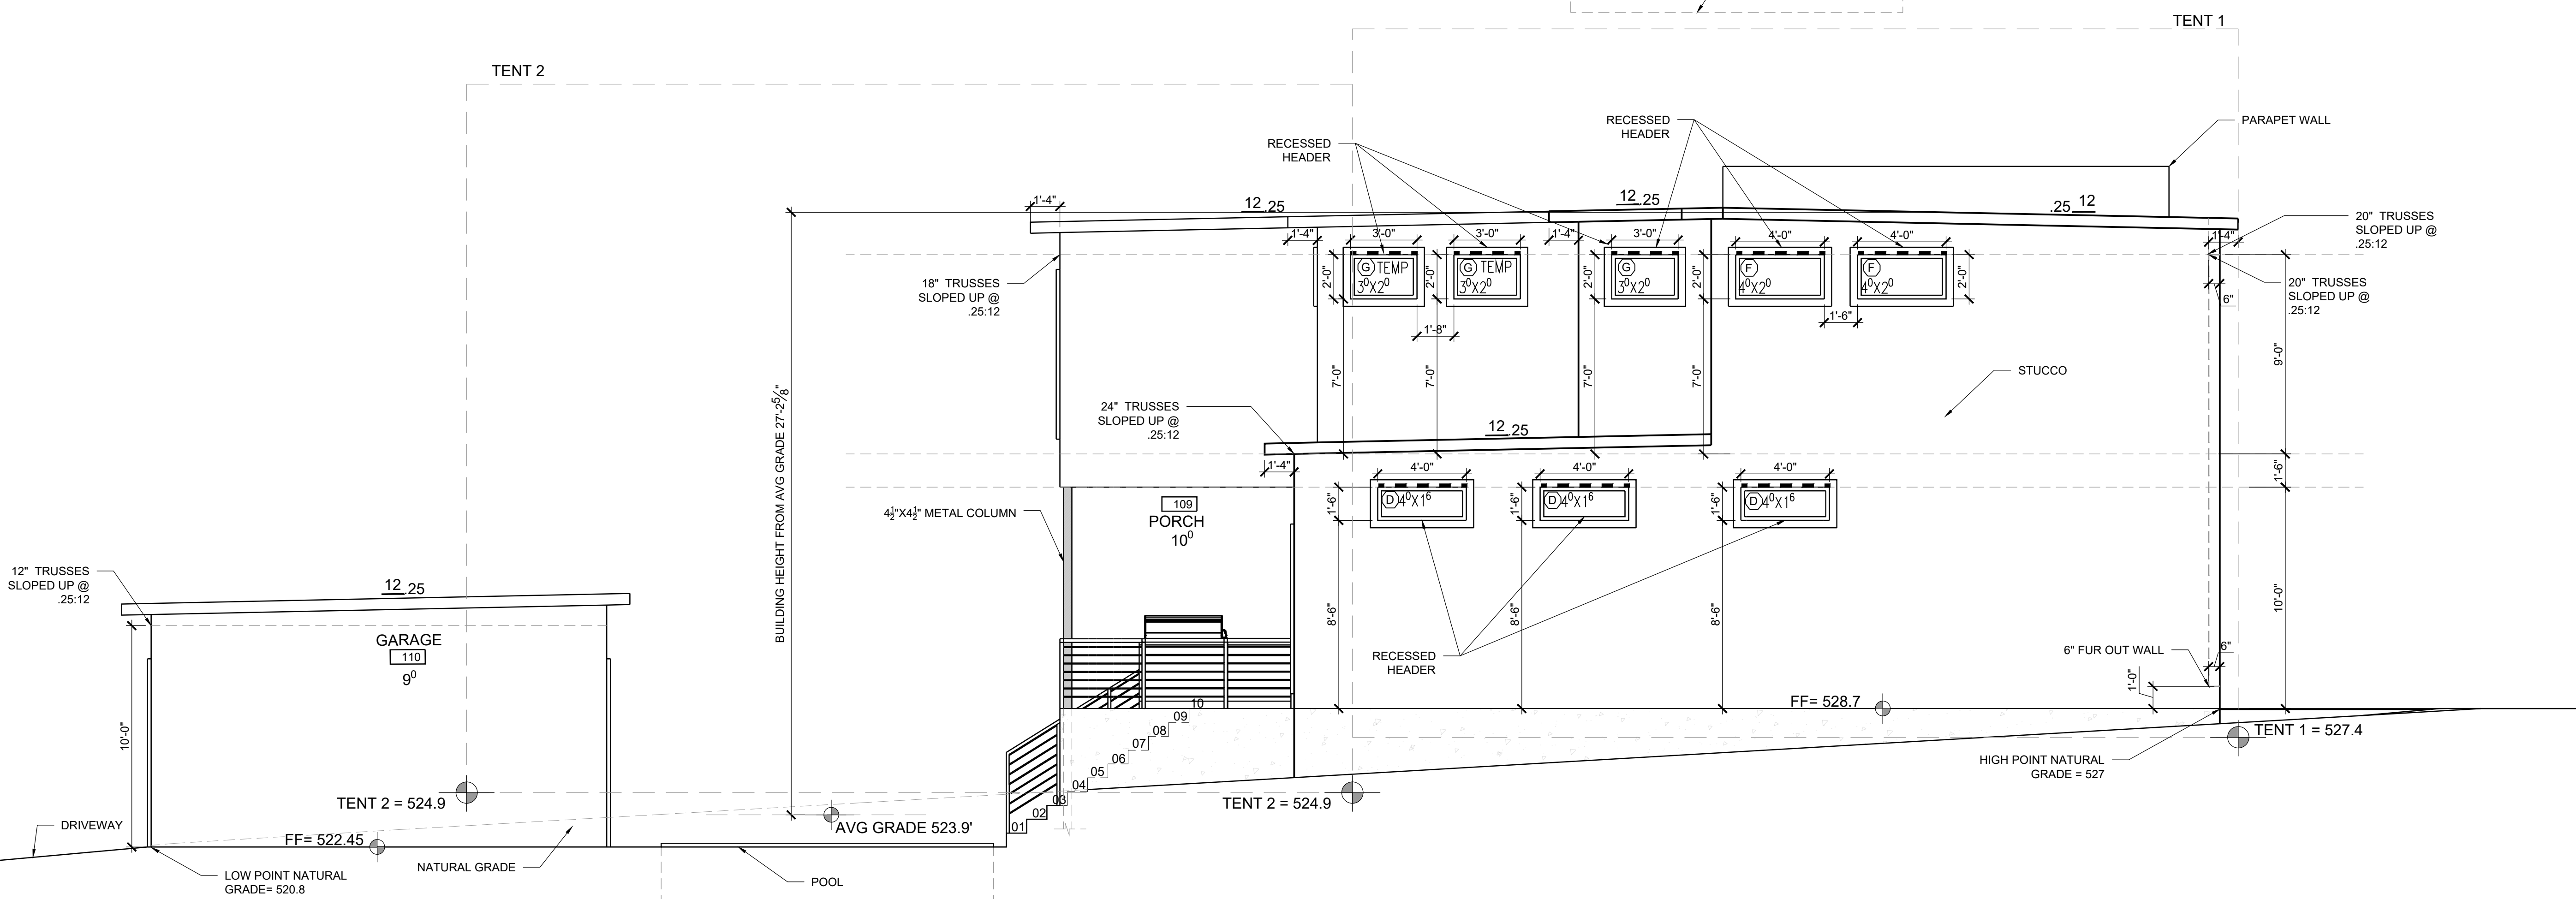 TENT 1
TENT 2
PARAPET WALL
RECESSED
HEADER
RECESSED
HEADER
1'-4"
12
.25
12
.25
.25
12
20" TRUSSES
SLOPED UP @
.25:12
1'-4"
3'-0"
3'-0"
1'-4"
3'-0"
4'-0"
4'-0"
1'-4"
18" TRUSSES
SLOPED UP @
.25:12
2'-0"
G TEMP
3⁰X2⁰
2'-0"
G TEMP
3⁰X2⁰
2'-0"
G
3⁰X2⁰
2'-0"
F
4⁰X2⁰
F
4⁰X2⁰
2'-0"
20" TRUSSES
SLOPED UP @
.25:12
6"
1'-8"
1'-6"
BUILDING HEIGHT FROM AVG GRADE 27'-2⅝"
7'-0"
7'-0"
7'-0"
7'-0"
9'-0"
STUCCO
24" TRUSSES
SLOPED UP @
.25:12
12
.25
1'-4"
4'-0"
4'-0"
4'-0"
1'-6"
1'-6"
D 4⁰X1⁶
1'-6"
D 4⁰X1⁶
1'-6"
D 4⁰X1⁶
4½"X4½" METAL COLUMN
109
PORCH
10⁰
12" TRUSSES
SLOPED UP @
.25:12
12
.25
10'-0"
GARAGE
110
9⁰
8'-6"
8'-6"
8'-6"
10'-0"
RECESSED
HEADER
6" FUR OUT WALL
6"
1'-0"
FF= 528.7
10
09
08
07
06
05
04
03
02
01
TENT 1 = 527.4
HIGH POINT NATURAL
GRADE = 527
10'-0"
TENT 2 = 524.9
TENT 2 = 524.9
AVG GRADE 523.9'
DRIVEWAY
FF= 522.45
NATURAL GRADE
LOW POINT NATURAL
GRADE= 520.8
POOL